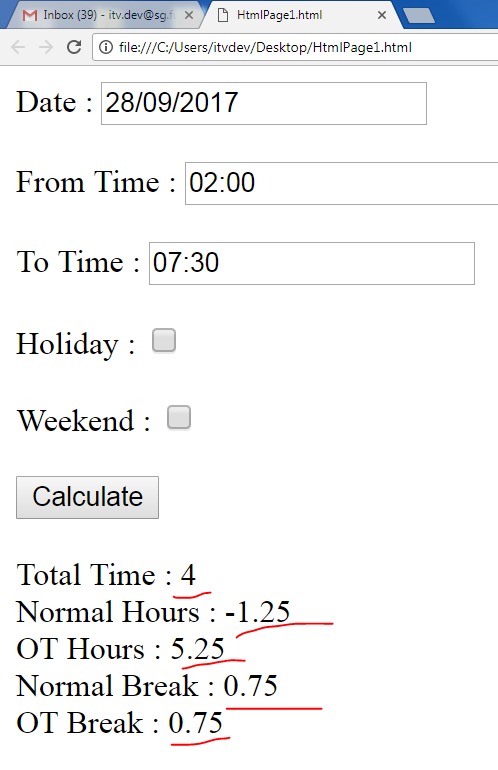 Inbox (39) - itv.dev@sg.f
HtmlPage1.html
file:///C:/Users/itvdev/Desktop/HtmlPage1.html
Date : 28/09/2017
From Time : 02:00
To Time : 07:30
Holiday :
Weekend :
Calculate
Total Time : 4
Normal Hours : -1.25
OT Hours : 5.25
Normal Break : 0.75
OT Break : 0.75